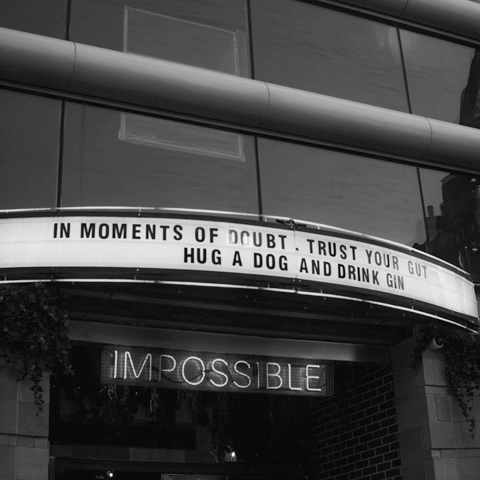 IN MOMENTS OF DOUBT . TRUST YOUR GUT
HUG A DOG AND DRINK GIN
IMPOSSIBLE